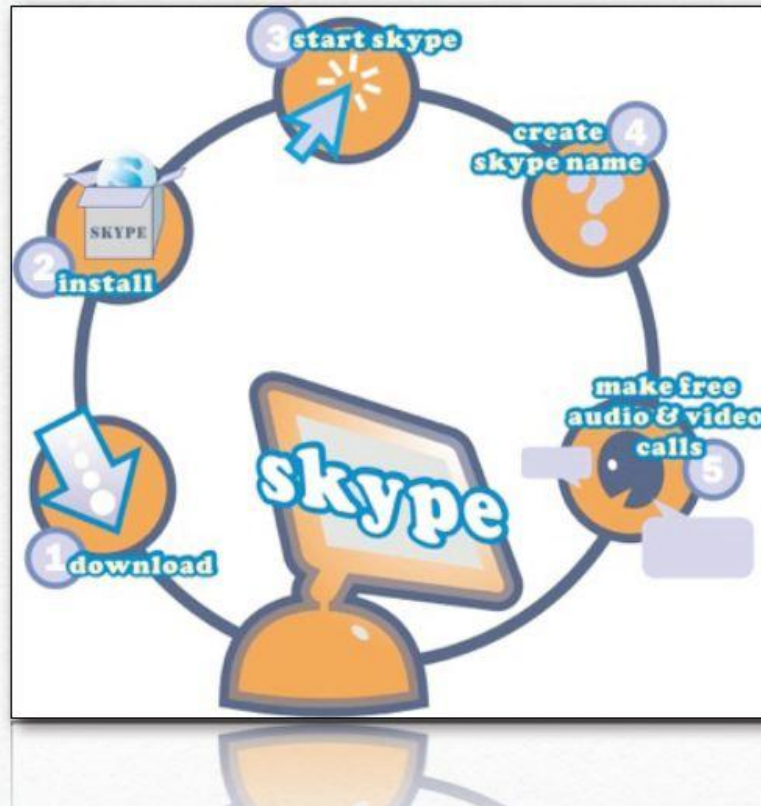 3 start skype
create 4
skype name
SKYPE
2 install
make free
audio & video
calls 5
skype
1 download